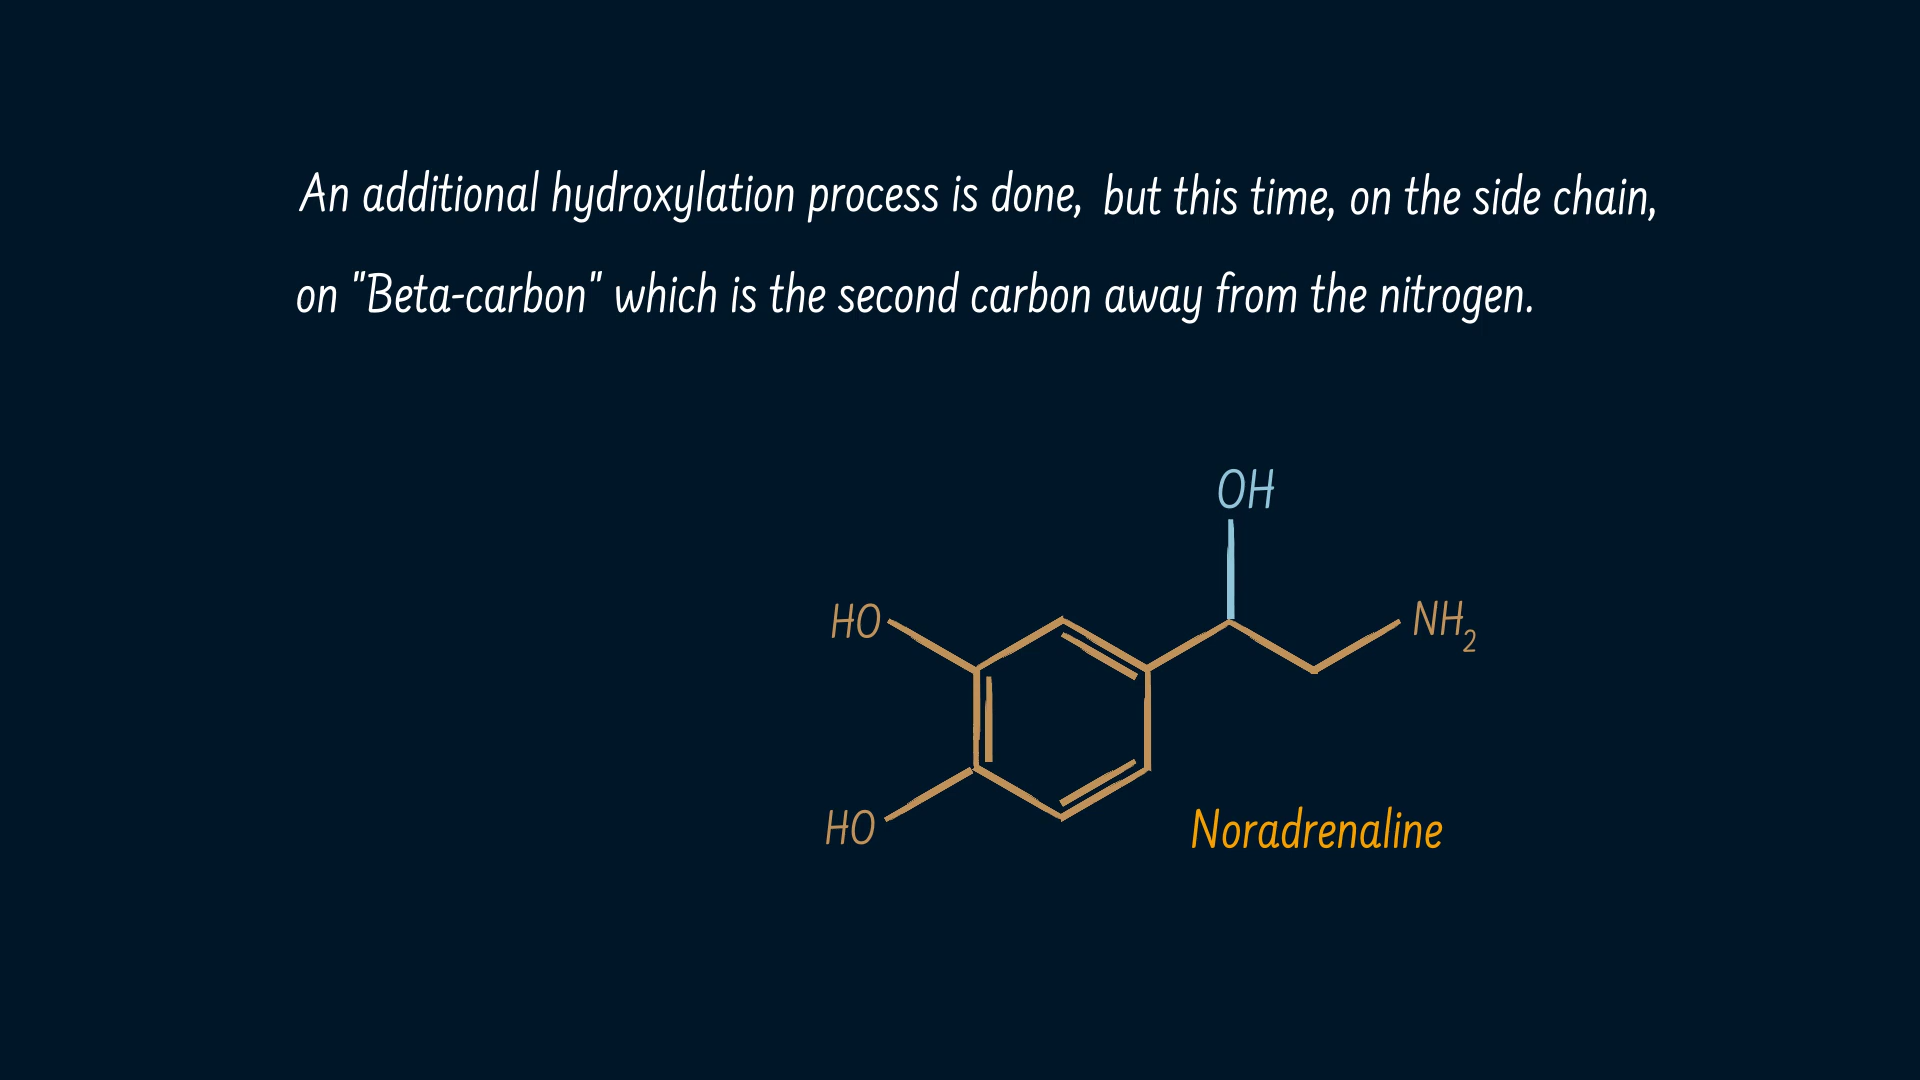 An additional hydroxylation process is done, but this time, on the side chain,
on "Beta-carbon" which is the second carbon away from the nitrogen.
OH
HO
NH2
HO
Noradrenaline